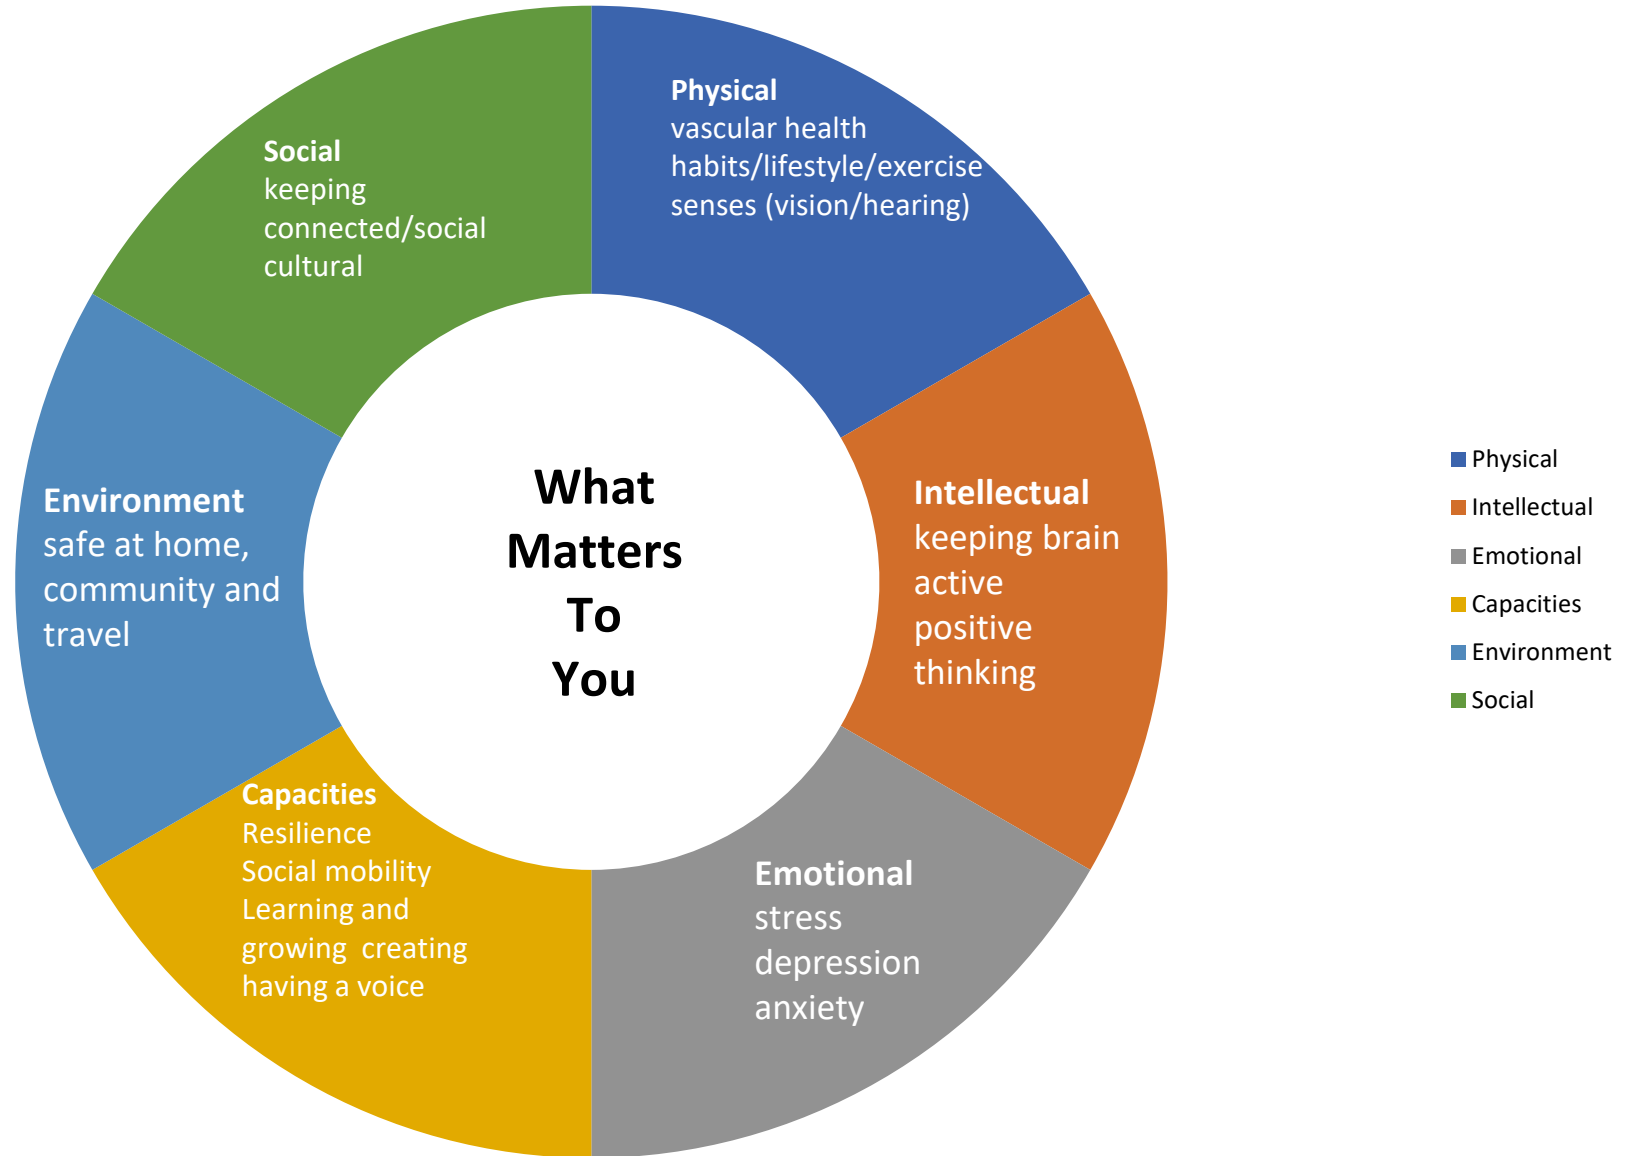 Physical
vascular health
habits/lifestyle/exercise
senses (vision/hearing)
Social
keeping
connected/social
cultural
What
Matters
To
You
Intellectual
keeping brain
active
positive
thinking
Environment
safe at home,
community and
travel
Capacities
Resilience
Social mobility
Learning and
growing  creating
having a voice
Emotional
stress
depression
anxiety
Physical
Intellectual
Emotional
Capacities
Environment
Social